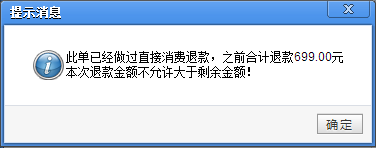 提示消息
此单已经做过直接消费退款，之前合计退款699.00元
本次退款金额不允许大于剩余金额！
确定